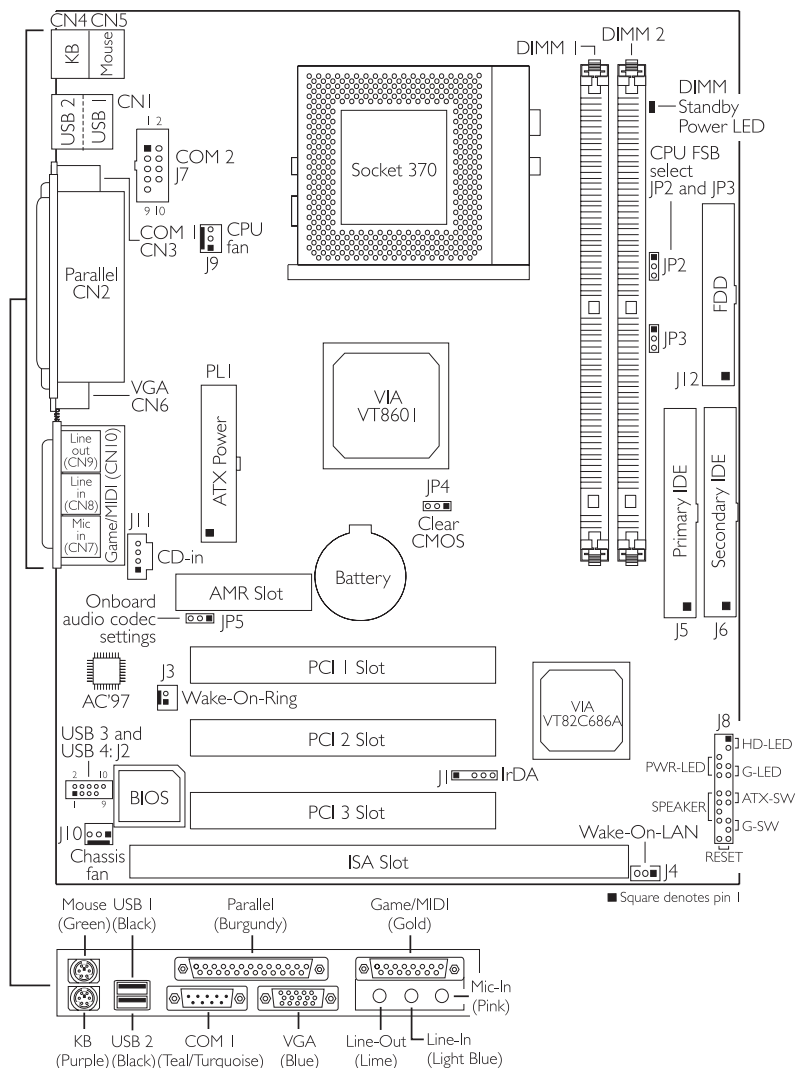 CN4 CN5
KB
Mouse
USB 2
USB 1
CN1
1 2
COM 2
J7
9 10
COM 1
CN3
CPU
fan
J9
Parallel
CN2
VGA
CN6
Line
out
(CN9)
Line
in
(CN8)
Mic
in
(CN7)
Game/MIDI (CN10)
J11
CD-in
PL1
ATX Power
Socket 370
DIMM 1
DIMM 2
DIMM
Standby
Power LED
CPU FSB
select
JP2 and JP3
JP2
JP3
FDD
J12
VIA
VT8601
JP4
Clear
CMOS
Battery
Primary IDE
J5
Secondary IDE
J6
AMR Slot
Onboard
audio codec
settings
JP5
AC'97
J3
Wake-On-Ring
PCI 1 Slot
PCI 2 Slot
PCI 3 Slot
ISA Slot
VIA
VT82C686A
USB 3 and
USB 4: J2
2 10
1 9
BIOS
J10
Chassis
fan
J1
IrDA
Wake-On-LAN
J4
J8
HD-LED
PWR-LED
G-LED
SPEAKER
ATX-SW
G-SW
RESET
■ Square denotes pin 1
Mouse
(Green)
USB 1
(Black)
Parallel
(Burgundy)
Game/MIDI
(Gold)
Mic-In
(Pink)
KB
(Purple)
USB 2
(Black)
COM 1
(Teal/Turquoise)
VGA
(Blue)
Line-Out
(Lime)
Line-In
(Light Blue)